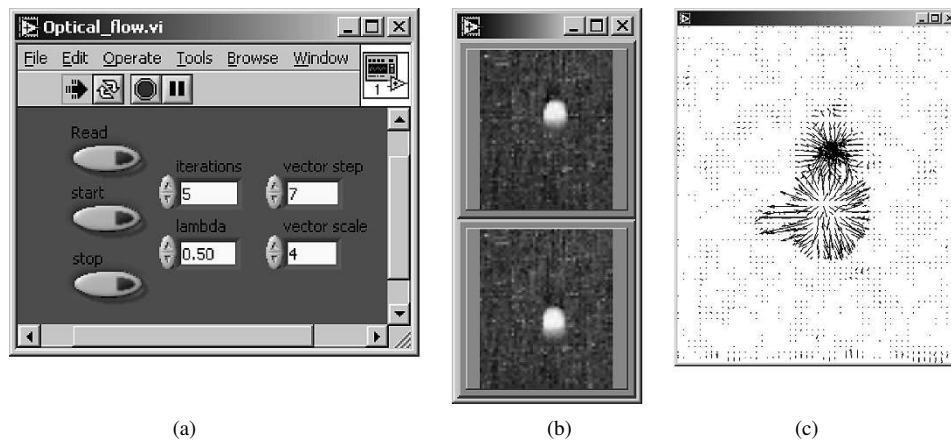 Optical_flow.vi
File Edit Operate Tools Browse Window
1
Read
iterations vector step
5 7
start
lambda vector scale
0.50 4
stop
(a) (b) (c)